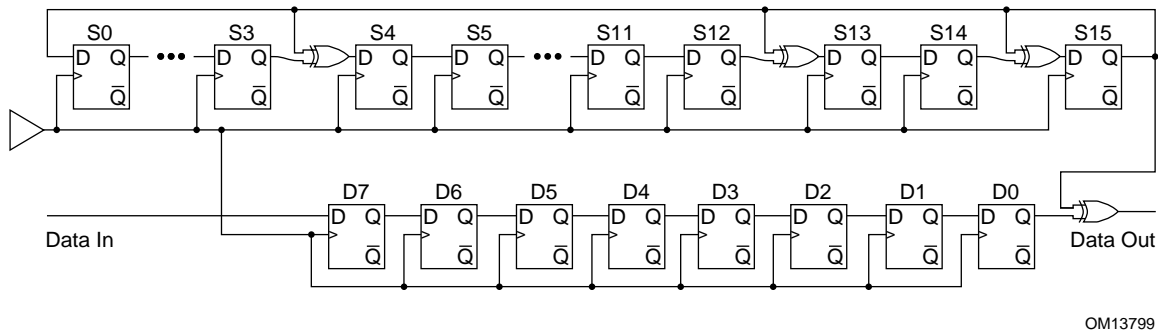 S0 S3 S4 S5 S11 S12 S13 S14 S15
D Q ••• D Q D Q D Q ••• D Q D Q D Q D Q D Q
Q̅ Q̅ Q̅ Q̅ Q̅ Q̅ Q̅ Q̅ Q̅
D7 D6 D5 D4 D3 D2 D1 D0
D Q D Q D Q D Q D Q D Q D Q D Q
Data In Q̅ Q̅ Q̅ Q̅ Q̅ Q̅ Q̅ Q̅ Data Out
OM13799